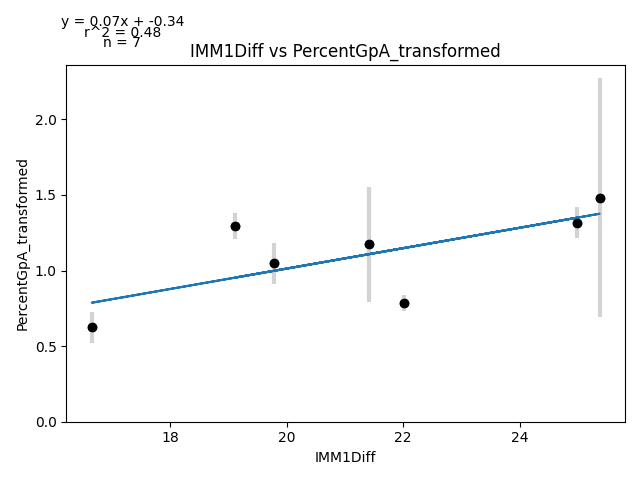 y = 0.07x + -0.34
r^2 = 0.48
n = 7
IMM1Diff vs PercentGpA_transformed
PercentGpA_transformed
2.0
1.5
1.0
0.5
0.0
18 20 22 24
IMM1Diff